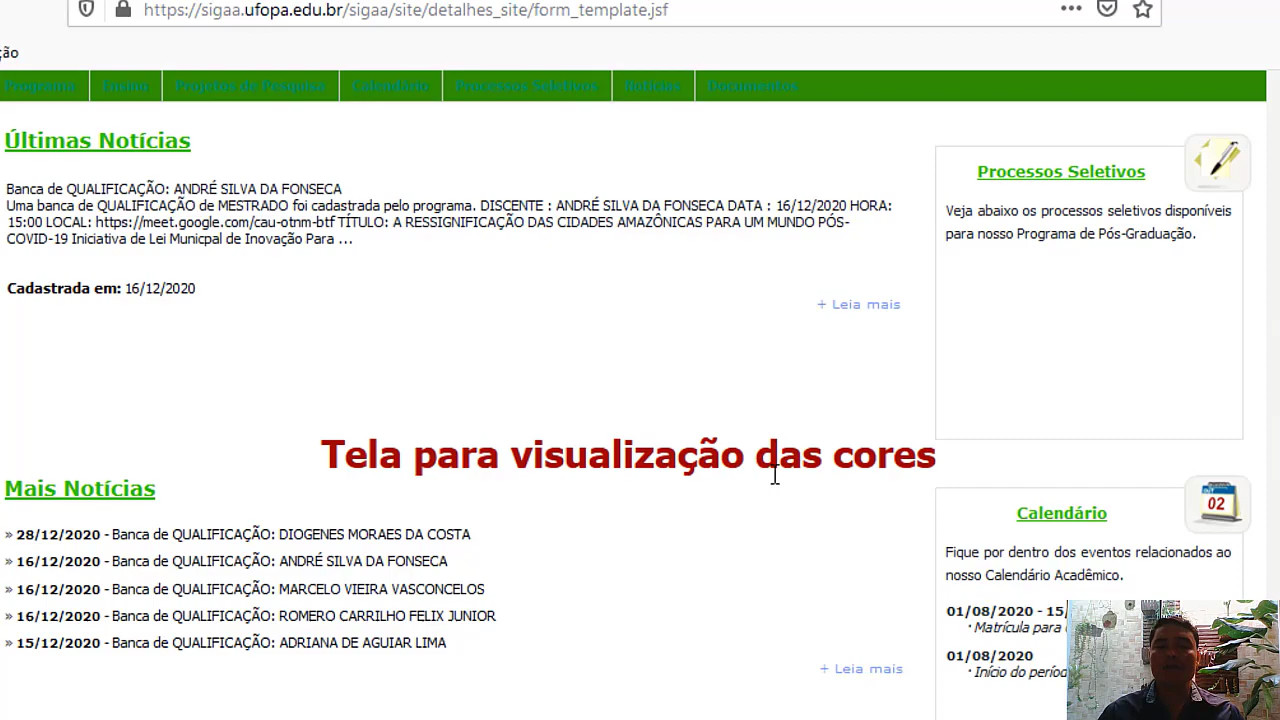 https://sigaa.ufopa.edu.br/sigaa/site/detalhes_site/form_template.jsf
ção
Programa Ensino Projetos de Pesquisa Calendário Processos Seletivos Notícias Documentos
Últimas Notícias
Banca de QUALIFICAÇÃO: ANDRÉ SILVA DA FONSECA
Uma banca de QUALIFICAÇÃO de MESTRADO foi cadastrada pelo programa. DISCENTE : ANDRÉ SILVA DA FONSECA DATA : 16/12/2020 HORA:
15:00 LOCAL: https://meet.google.com/cau-otnm-btf TÍTULO: A RESSIGNIFICAÇÃO DAS CIDADES AMAZÔNICAS PARA UM MUNDO PÓS-
COVID-19 Iniciativa de Lei Municpal de Inovação Para ...
Cadastrada em: 16/12/2020
+ Leia mais
Processos Seletivos
Veja abaixo os processos seletivos disponíveis
para nosso Programa de Pós-Graduação.
Tela para visualização das cores
Mais Notícias
» 28/12/2020 - Banca de QUALIFICAÇÃO: DIOGENES MORAES DA COSTA
» 16/12/2020 - Banca de QUALIFICAÇÃO: ANDRÉ SILVA DA FONSECA
» 16/12/2020 - Banca de QUALIFICAÇÃO: MARCELO VIEIRA VASCONCELOS
» 16/12/2020 - Banca de QUALIFICAÇÃO: ROMERO CARRILHO FELIX JUNIOR
» 15/12/2020 - Banca de QUALIFICAÇÃO: ADRIANA DE AGUIAR LIMA
+ Leia mais
02
Calendário
Fique por dentro dos eventos relacionados ao
nosso Calendário Acadêmico.
01/08/2020 - 15/
· Matrícula para
01/08/2020
· Início do períod